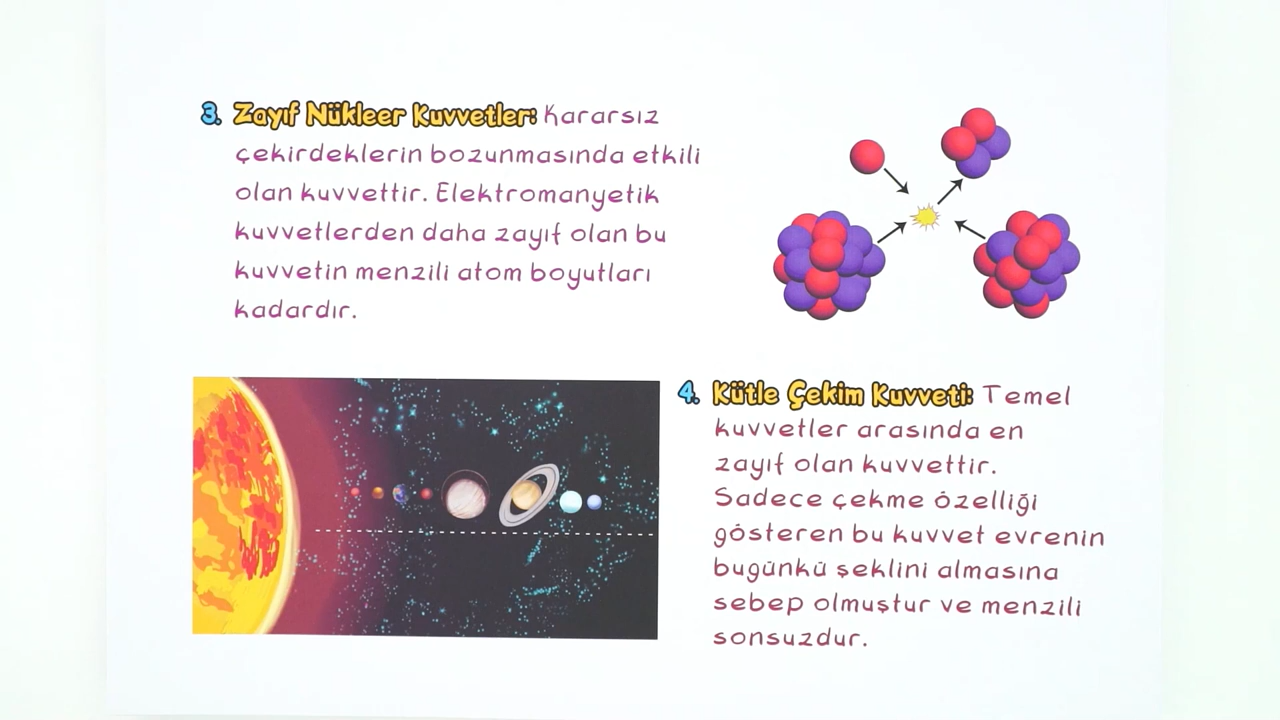 3. Zayıf Nükleer Kuvvetler: Kararsız
çekirdeklerin bozunmasında etkili
olan kuvvettir. Elektromanyetik
kuvvetlerden daha zayıf olan bu
kuvvetin menzili atom boyutları
kadardır.
4. Kütle Çekim Kuvveti: Temel
kuvvetler arasında en
zayıf olan kuvvettir.
Sadece çekme özelliği
gösteren bu kuvvet evrenin
bugünkü şeklini almasına
sebep olmuştur ve menzili
sonsuzdur.